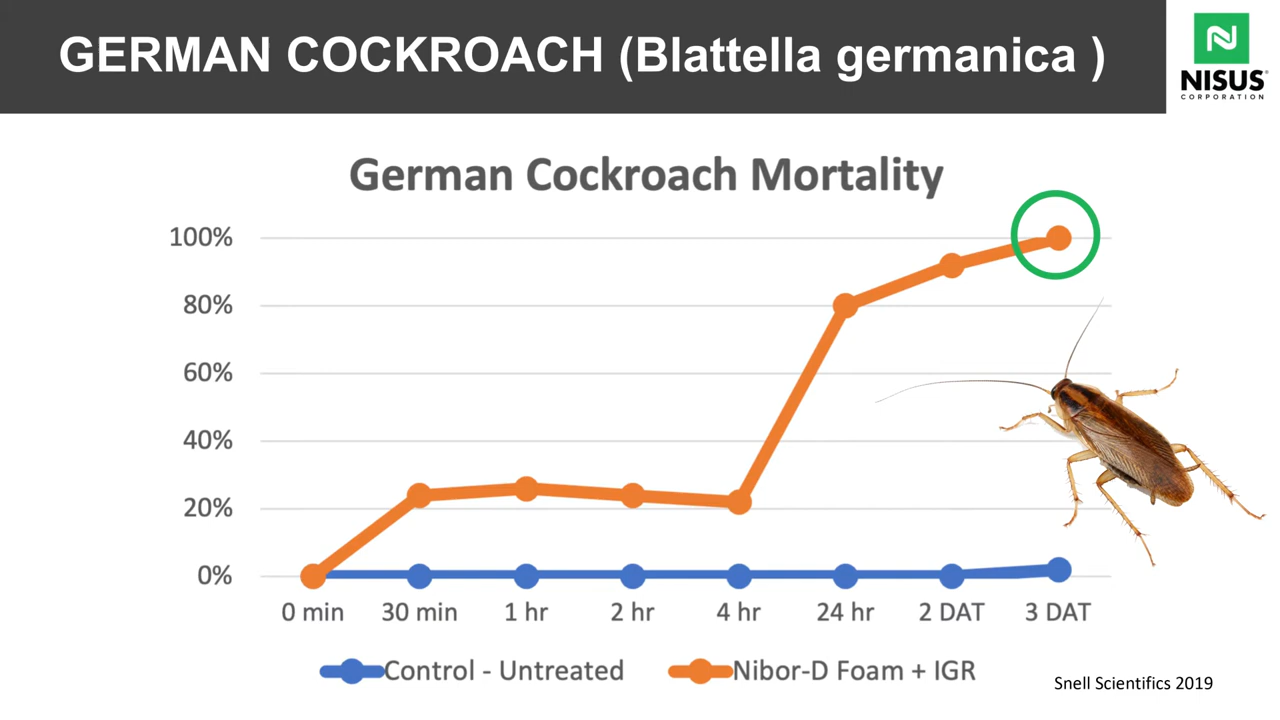 GERMAN COCKROACH (Blattella germanica )
N
NISUS®
CORPORATION
German Cockroach Mortality
100%
80%
60%
40%
20%
0%
0 min 30 min 1 hr 2 hr 4 hr 24 hr 2 DAT 3 DAT
Control - Untreated Nibor-D Foam + IGR
Snell Scientifics 2019